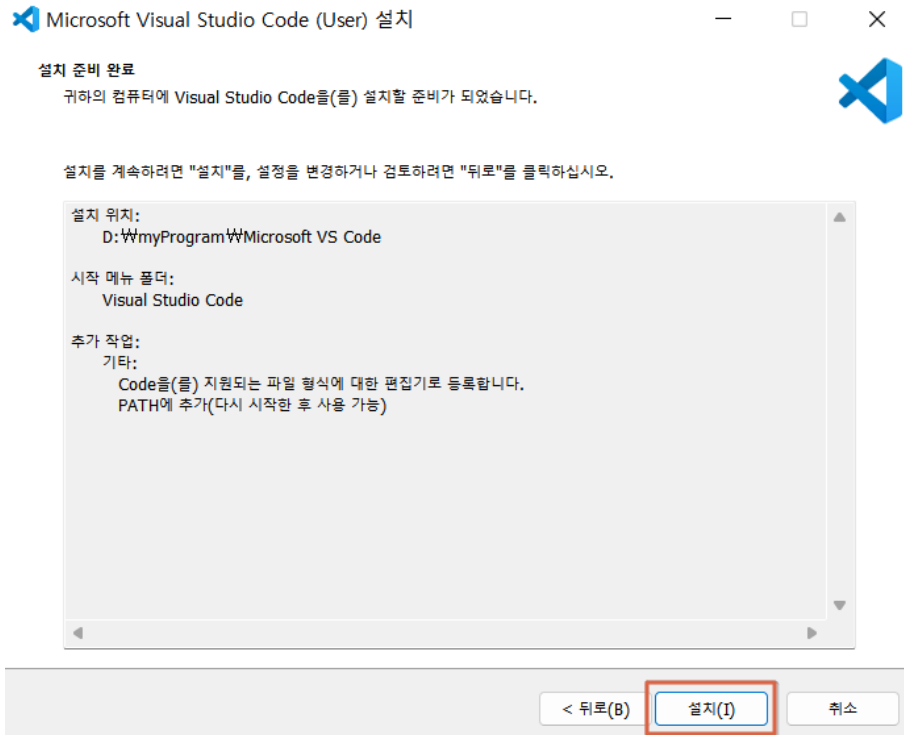 Microsoft Visual Studio Code (User) 설치
설치 준비 완료
귀하의 컴퓨터에 Visual Studio Code을(를) 설치할 준비가 되었습니다.
설치를 계속하려면 "설치"를, 설정을 변경하거나 검토하려면 "뒤로"를 클릭하십시오.
설치 위치:
D:₩myProgram₩Microsoft VS Code
시작 메뉴 폴더:
Visual Studio Code
추가 작업:
기타:
Code을(를) 지원되는 파일 형식에 대한 편집기로 등록합니다.
PATH에 추가(다시 시작한 후 사용 가능)
< 뒤로(B)
설치(I)
취소